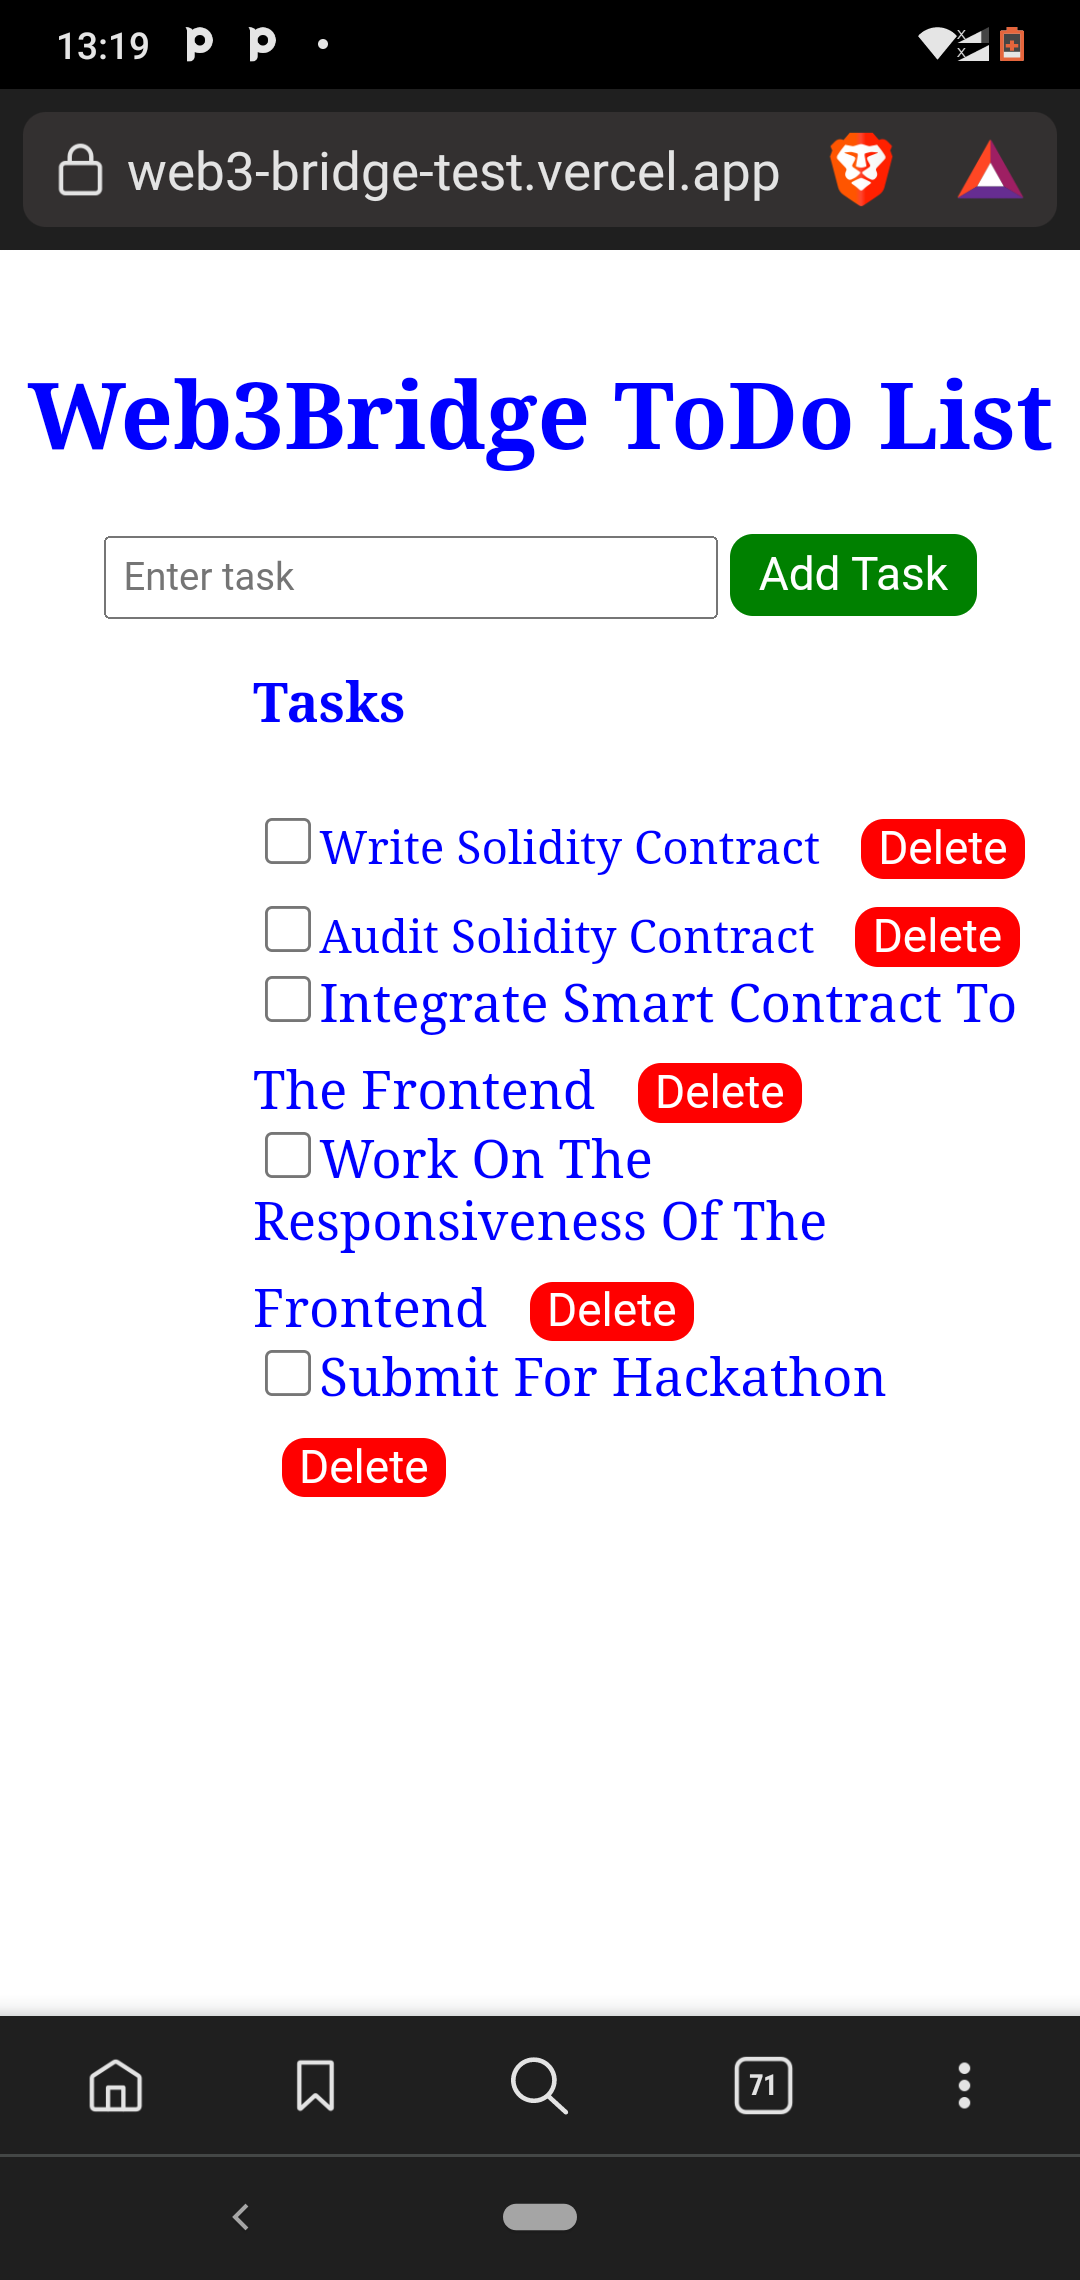 13:19
web3-bridge-test.vercel.app
Web3Bridge ToDo List
Enter task Add Task
Tasks
Write Solidity Contract Delete
Audit Solidity Contract Delete
Integrate Smart Contract To
The Frontend Delete
Work On The
Responsiveness Of The
Frontend Delete
Submit For Hackathon
Delete
71